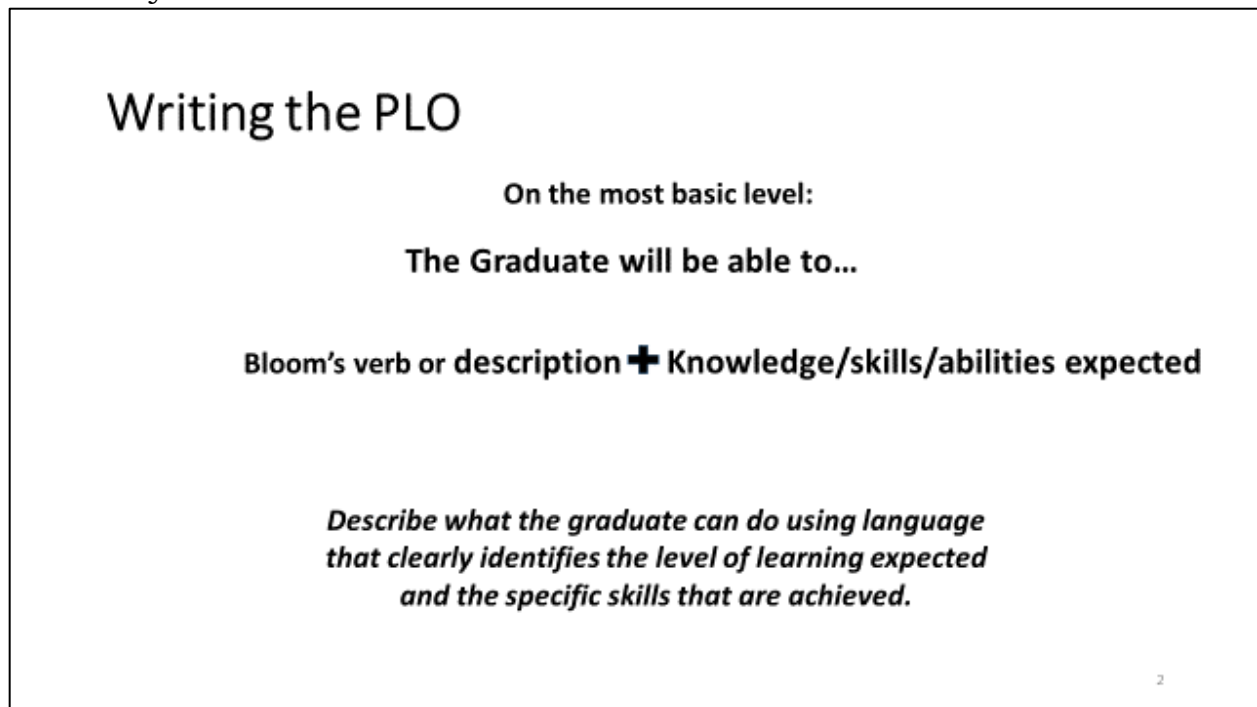 Writing the PLO
On the most basic level:
The Graduate will be able to…
Bloom's verb or description + Knowledge/skills/abilities expected
Describe what the graduate can do using language
that clearly identifies the level of learning expected
and the specific skills that are achieved.
2